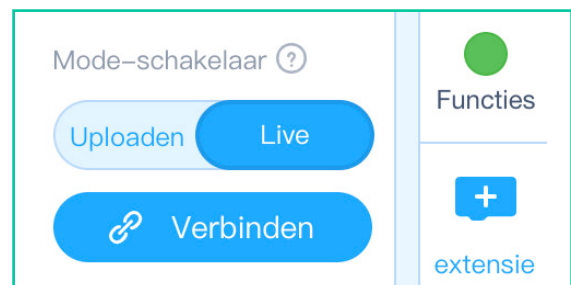 Mode-schakelaar ?
Uploaden Live
Verbinden
Functies
extensie